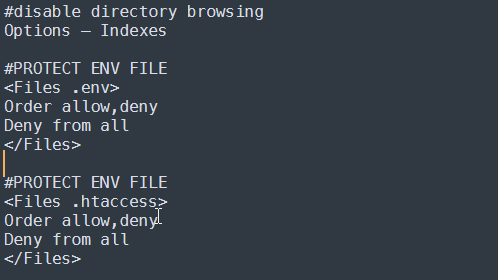 #disable directory browsing
Options – Indexes

#PROTECT ENV FILE
<Files .env>
Order allow,deny
Deny from all
</Files>

#PROTECT ENV FILE
<Files .htaccess>
Order allow,deny
Deny from all
</Files>